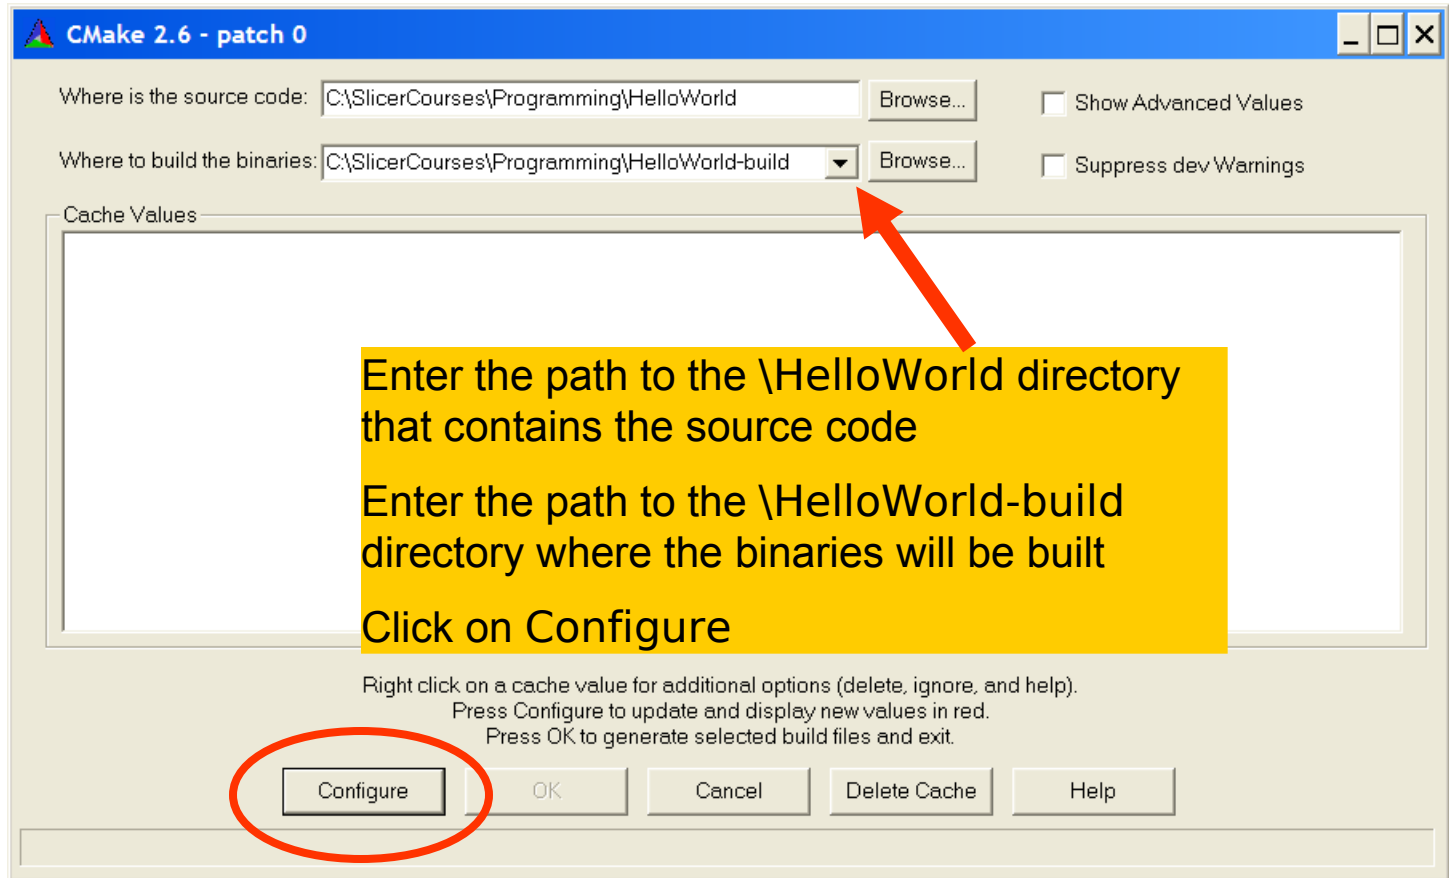 CMake 2.6 - patch 0
Where is the source code: C:\SlicerCourses\Programming\HelloWorld Browse... Show Advanced Values
Where to build the binaries: C:\SlicerCourses\Programming\HelloWorld-build Browse... Suppress dev Warnings
Cache Values
Enter the path to the \HelloWorld directory
that contains the source code
Enter the path to the \HelloWorld-build
directory where the binaries will be built
Click on Configure
Right click on a cache value for additional options (delete, ignore, and help).
Press Configure to update and display new values in red.
Press OK to generate selected build files and exit.
Configure OK Cancel Delete Cache Help